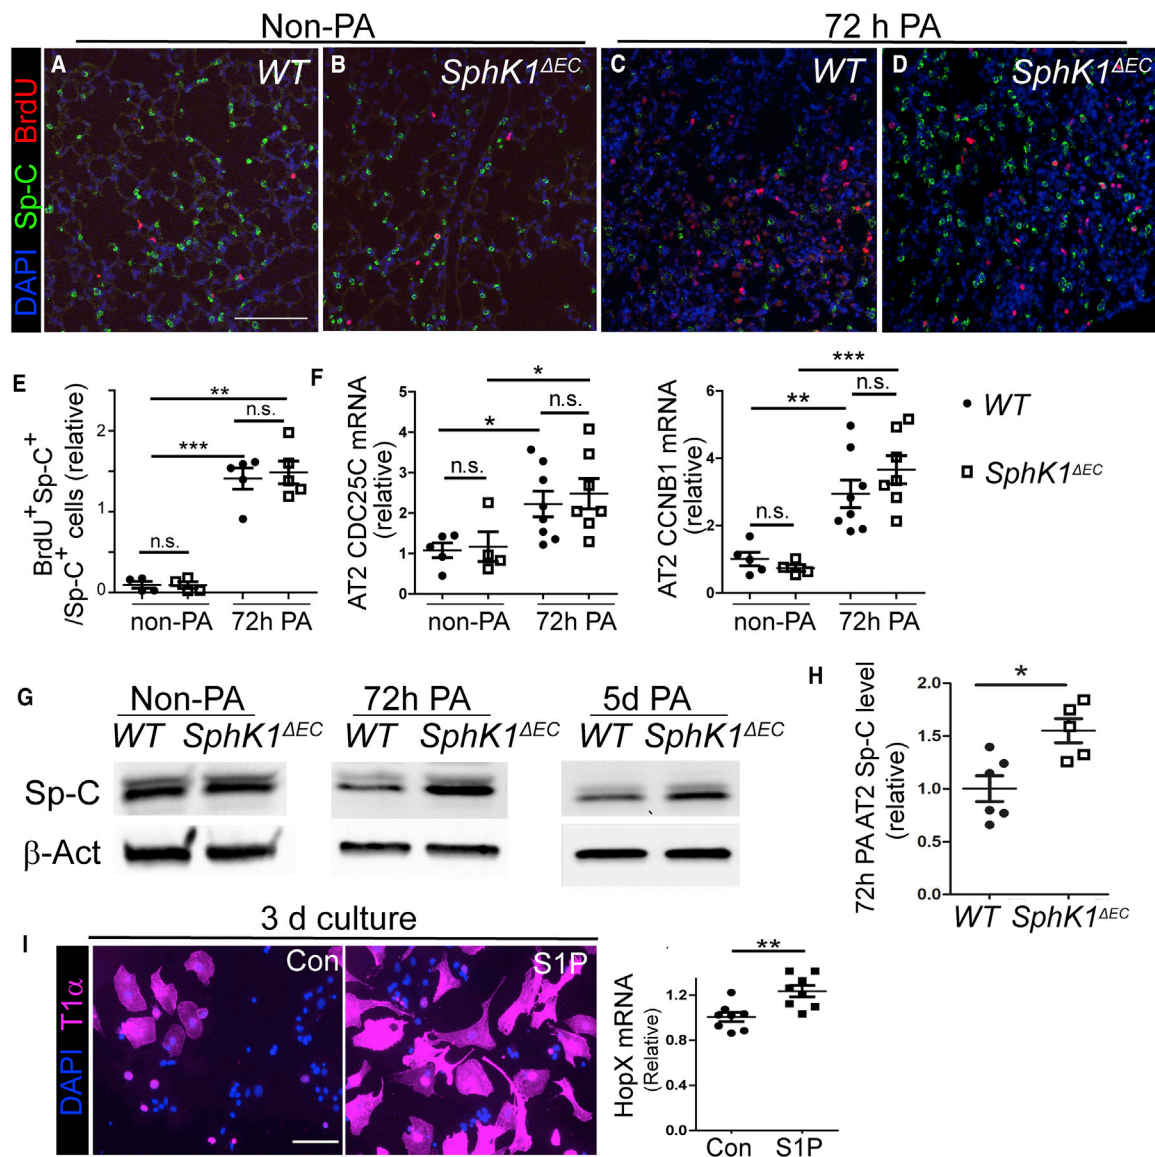 Non-PA
72 h PA
DAPI Sp-C BrdU
A
WT
B
SphK1ΔEC
C
WT
D
SphK1ΔEC
E
BrdU+Sp-C+
/Sp-C+ cells (relative)
2
1
0
**
***
n.s.
n.s.
non-PA
72h PA
F
AT2 CDC25C mRNA
(relative)
5
4
3
2
1
0
*
*
n.s.
n.s.
non-PA
72h PA
AT2 CCNB1 mRNA
(relative)
6
4
2
0
***
**
n.s.
n.s.
non-PA
72h PA
WT
SphK1ΔEC
G
Non-PA
72h PA
5d PA
WT SphK1ΔEC
WT SphK1ΔEC
WT SphK1ΔEC
Sp-C
β-Act
H
72h PA AT2 Sp-C level
(relative)
2.0
1.5
1.0
0.5
0.0
*
WT SphK1ΔEC
I
3 d culture
DAPI T1α
Con
S1P
HopX mRNA
(Relative)
1.2
0.8
0.4
0.0
**
Con
S1P